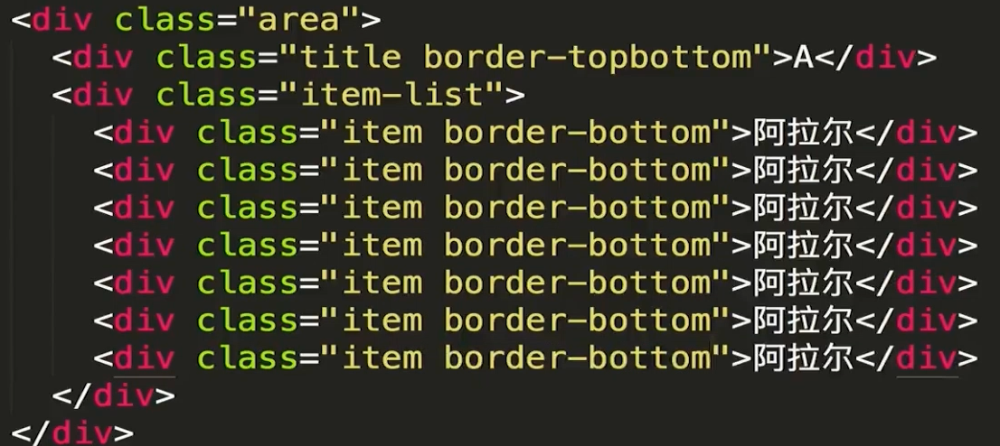 <div class="area">
<div class="title border-topbottom">A</div>
<div class="item-list">
<div class="item border-bottom">阿拉尔</div>
<div class="item border-bottom">阿拉尔</div>
<div class="item border-bottom">阿拉尔</div>
<div class="item border-bottom">阿拉尔</div>
<div class="item border-bottom">阿拉尔</div>
<div class="item border-bottom">阿拉尔</div>
<div class="item border-bottom">阿拉尔</div>
</div>
</div>